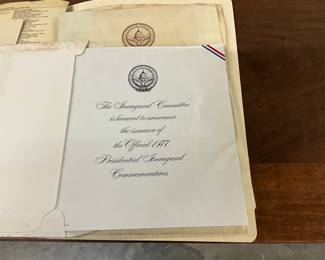 The Inaugural Committee
is honored to announce
the issuance of
the Official 1977
Presidential Inaugural
Commemoratives